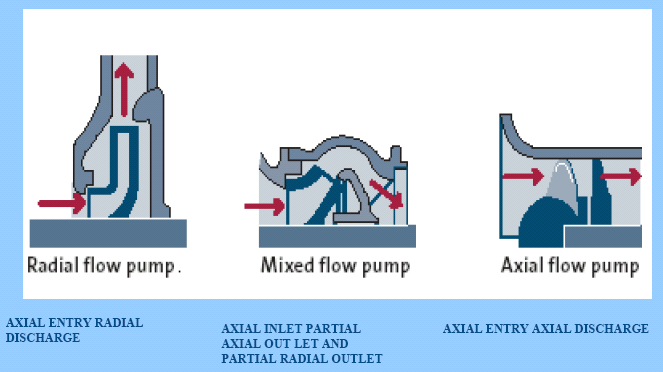 Radial flow pump.
Mixed flow pump
Axial flow pump
AXIAL ENTRY RADIAL
DISCHARGE
AXIAL INLET PARTIAL
AXIAL OUT LET AND
PARTIAL RADIAL OUTLET
AXIAL ENTRY AXIAL DISCHARGE